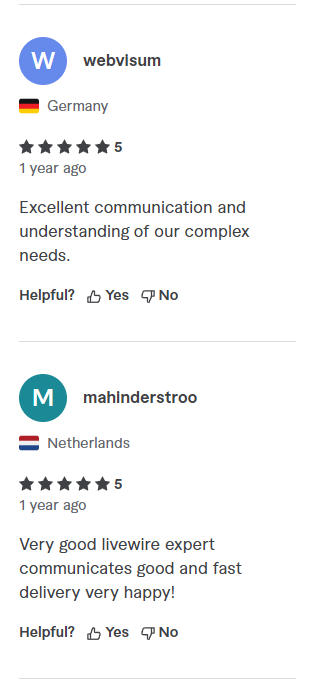 W webvisum
Germany
5
1 year ago
Excellent communication and
understanding of our complex
needs.
Helpful? Yes No
M mahinderstroo
Netherlands
5
1 year ago
Very good livewire expert
communicates good and fast
delivery very happy!
Helpful? Yes No